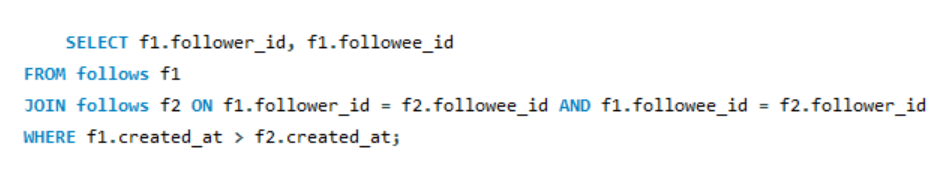 SELECT f1.follower_id, f1.followee_id
FROM follows f1
JOIN follows f2 ON f1.follower_id = f2.followee_id AND f1.followee_id = f2.follower_id
WHERE f1.created_at > f2.created_at;